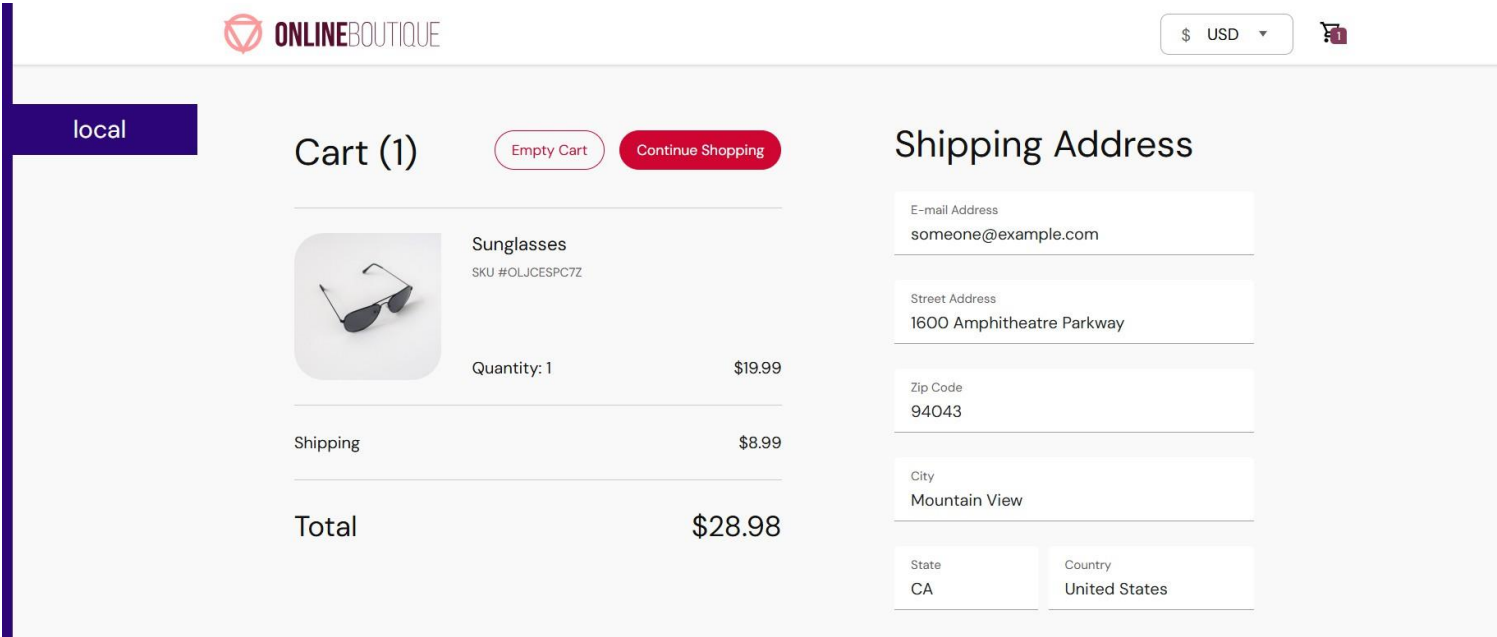 ONLINEBOUTIQUE
$ USD
1
local
Cart (1)
Empty Cart
Continue Shopping
Sunglasses
SKU #OLJCESPC7Z
Quantity: 1 $19.99
Shipping $8.99
Total $28.98
Shipping Address
E-mail Address
someone@example.com
Street Address
1600 Amphitheatre Parkway
Zip Code
94043
City
Mountain View
State
CA
Country
United States